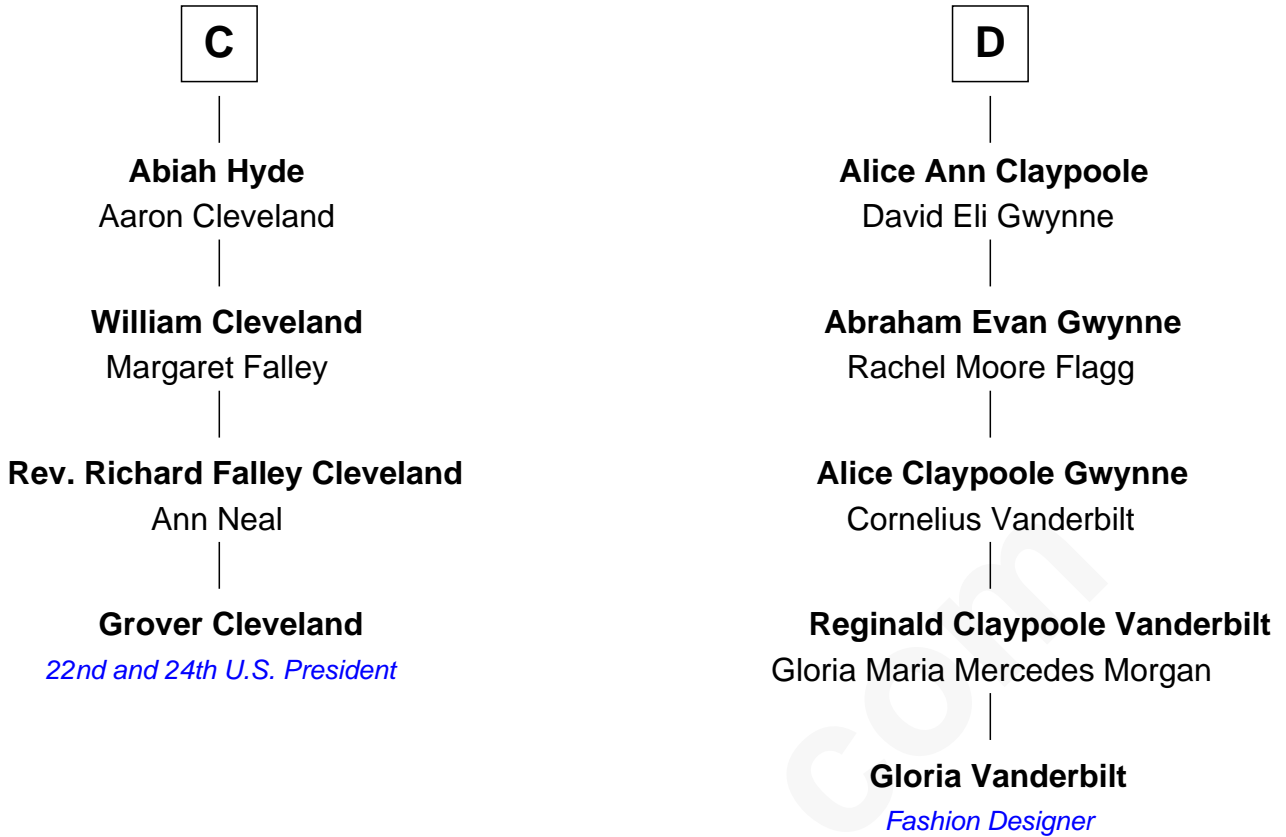 C
Abiah Hyde
Aaron Cleveland
William Cleveland
Margaret Falley
Rev. Richard Falley Cleveland
Ann Neal
Grover Cleveland
22nd and 24th U.S. President
D
Alice Ann Claypoole
David Eli Gwynne
Abraham Evan Gwynne
Rachel Moore Flagg
Alice Claypoole Gwynne
Cornelius Vanderbilt
Reginald Claypoole Vanderbilt
Gloria Maria Mercedes Morgan
Gloria Vanderbilt
Fashion Designer
com